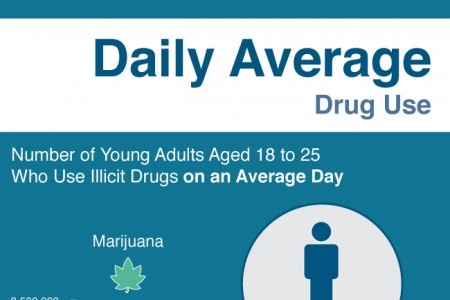 Daily Average
Drug Use
Number of Young Adults Aged 18 to 25
Who Use Illicit Drugs on an Average Day
Marijuana